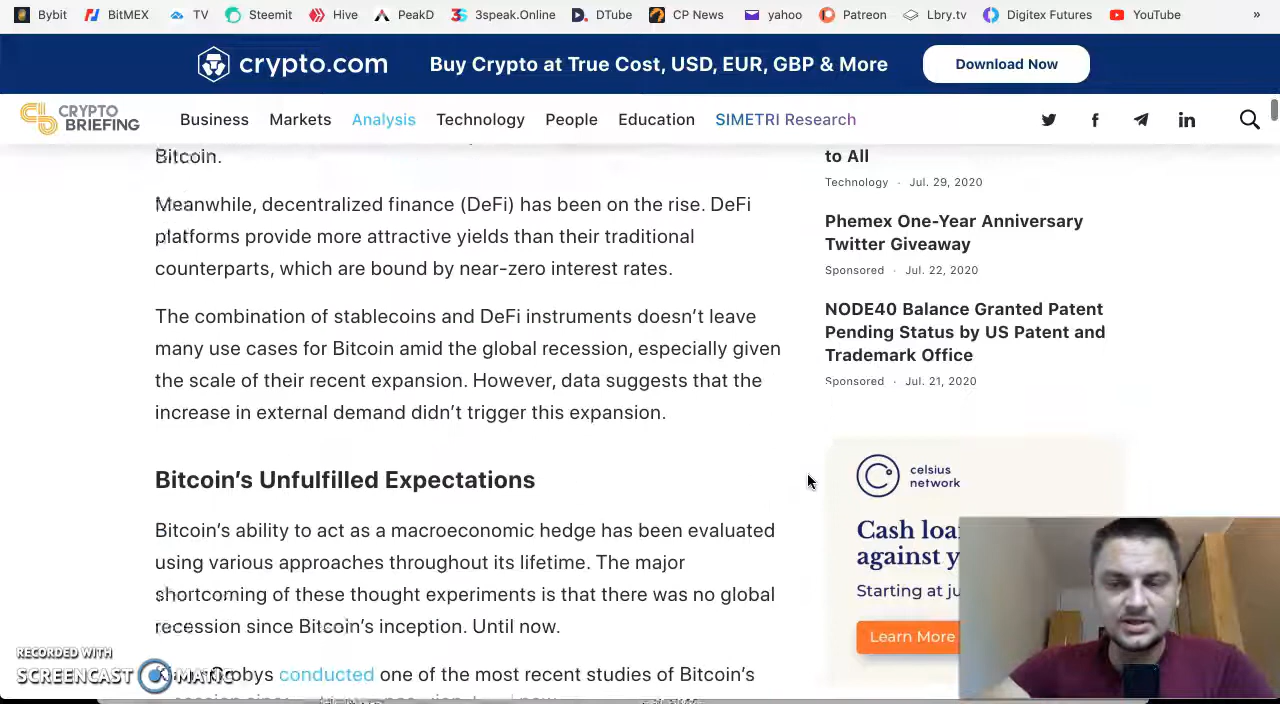 Bybit BitMEX TV Steemit Hive PeakD 3speak.Online DTube CP News yahoo Patreon Lbry.tv Digitex Futures YouTube »
crypto.com Buy Crypto at True Cost, USD, EUR, GBP & More Download Now
CRYPTO
BRIEFING
Business Markets Analysis Technology People Education SIMETRI Research
Bitcoin.
Meanwhile, decentralized finance (DeFi) has been on the rise. DeFi
platforms provide more attractive yields than their traditional
counterparts, which are bound by near-zero interest rates.
The combination of stablecoins and DeFi instruments doesn't leave
many use cases for Bitcoin amid the global recession, especially given
the scale of their recent expansion. However, data suggests that the
increase in external demand didn't trigger this expansion.
Bitcoin's Unfulfilled Expectations
Bitcoin's ability to act as a macroeconomic hedge has been evaluated
using various approaches throughout its lifetime. The major
shortcoming of these thought experiments is that there was no global
recession since Bitcoin's inception. Until now.
conducted one of the most recent studies of Bitcoin's
to All
Technology · Jul. 29, 2020
Phemex One-Year Anniversary
Twitter Giveaway
Sponsored · Jul. 22, 2020
NODE40 Balance Granted Patent
Pending Status by US Patent and
Trademark Office
Sponsored · Jul. 21, 2020
celsius
network
Cash
against
Starting at
Learn More
RECORDED WITH
SCREENCAST MATIC